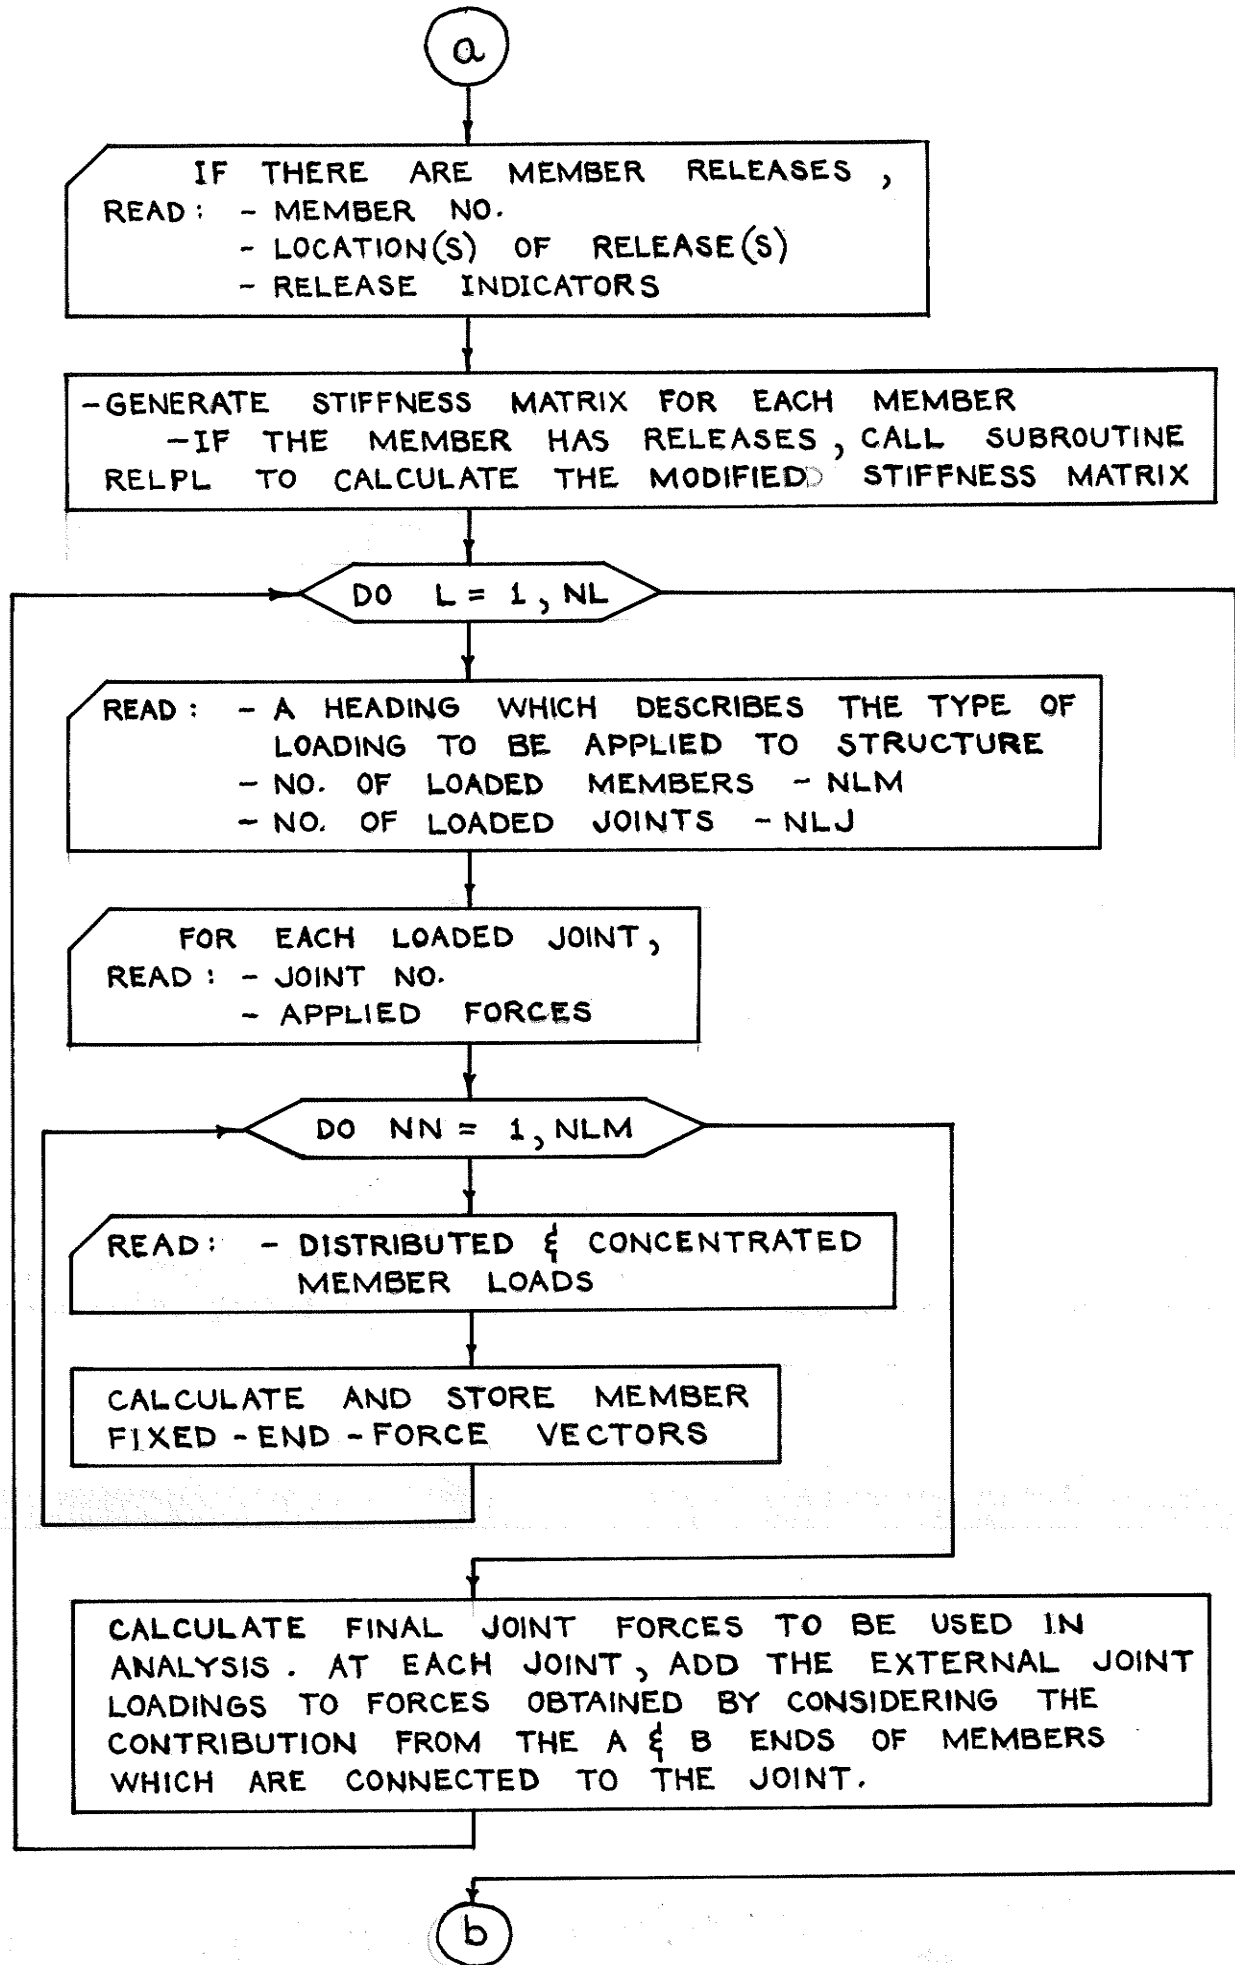 a
IF THERE ARE MEMBER RELEASES,
READ: - MEMBER NO.
- LOCATION(S) OF RELEASE(S)
- RELEASE INDICATORS
-GENERATE STIFFNESS MATRIX FOR EACH MEMBER
-IF THE MEMBER HAS RELEASES, CALL SUBROUTINE
RELPL TO CALCULATE THE MODIFIED STIFFNESS MATRIX
DO L = 1, NL
READ: - A HEADING WHICH DESCRIBES THE TYPE OF
LOADING TO BE APPLIED TO STRUCTURE
- NO. OF LOADED MEMBERS - NLM
- NO. OF LOADED JOINTS - NLJ
FOR EACH LOADED JOINT,
READ: - JOINT NO.
- APPLIED FORCES
DO NN = 1, NLM
READ: - DISTRIBUTED & CONCENTRATED
MEMBER LOADS
CALCULATE AND STORE MEMBER
FIXED-END-FORCE VECTORS
CALCULATE FINAL JOINT FORCES TO BE USED IN
ANALYSIS. AT EACH JOINT, ADD THE EXTERNAL JOINT
LOADINGS TO FORCES OBTAINED BY CONSIDERING THE
CONTRIBUTION FROM THE A & B ENDS OF MEMBERS
WHICH ARE CONNECTED TO THE JOINT.
b